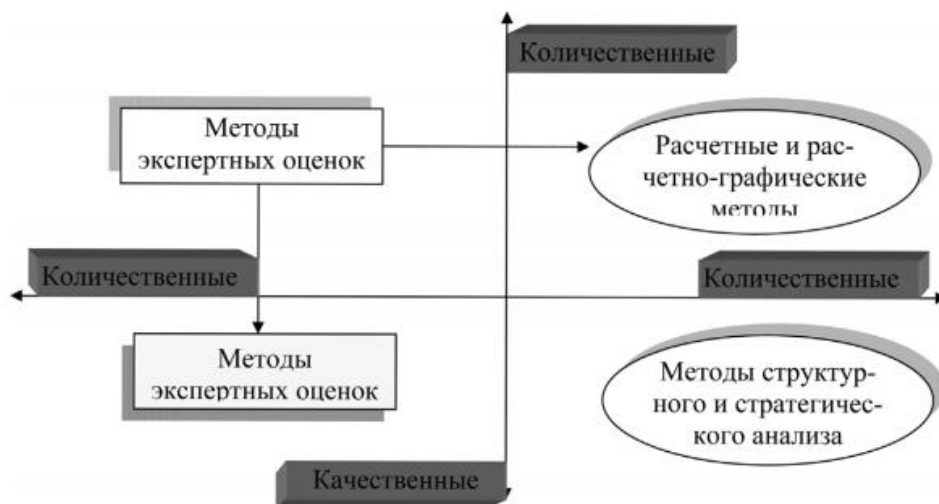 Количественные
Методы
экспертных оценок
Расчетные и рас-
четно-графические
методы
Количественные
Количественные
Методы
экспертных оценок
Методы структур-
ного и стратегичес-
кого анализа
Качественные